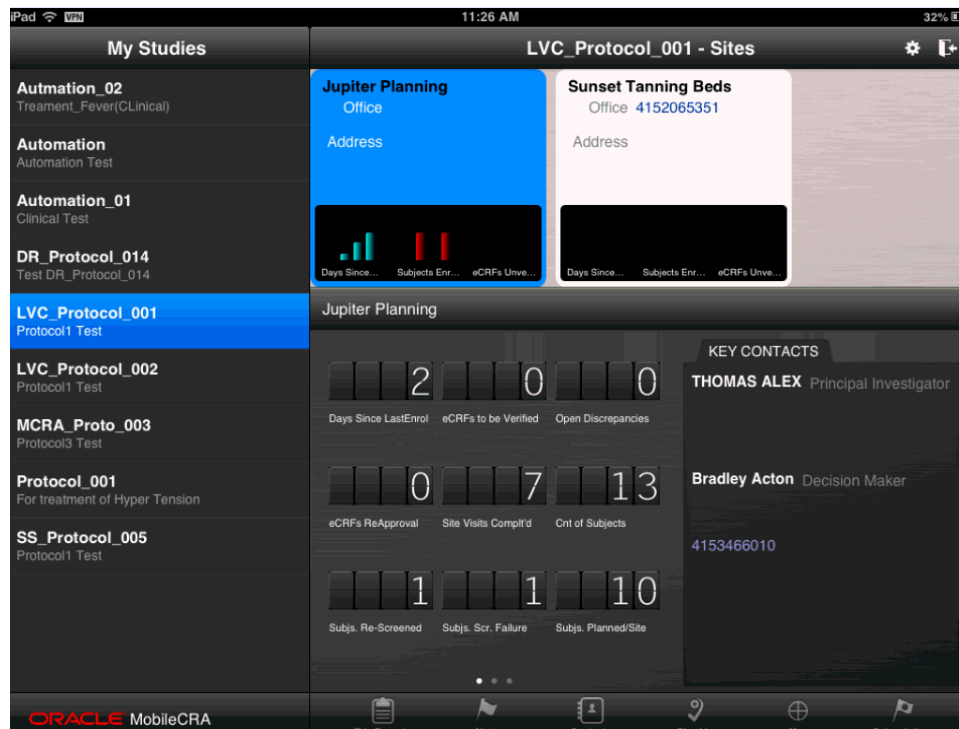 iPad VPN 11:26 AM 32%
My Studies
LVC_Protocol_001 - Sites
Autmation_02
Treament_Fever(CLinical)
Automation
Automation Test
Automation_01
Clinical Test
DR_Protocol_014
Test DR_Protocol_014
LVC_Protocol_001
Protocol1 Test
LVC_Protocol_002
Protocol1 Test
MCRA_Proto_003
Protocol3 Test
Protocol_001
For treatment of Hyper Tension
SS_Protocol_005
Protocol1 Test
ORACLE MobileCRA
Jupiter Planning
Office
Address
Days Since... Subjects Enr... eCRFs Unve...
Sunset Tanning Beds
Office 4152065351
Address
Days Since... Subjects Enr... eCRFs Unve...
Jupiter Planning
2 0 0
Days Since LastEnrol eCRFs to be Verified Open Discrepancies
0 7 13
eCRFs ReApproval Site Visits Complt'd Cnt of Subjects
1 1 10
Subjs. Re-Screened Subjs. Scr. Failure Subjs. Planned/Site
KEY CONTACTS
THOMAS ALEX Principal Investigator
Bradley Acton Decision Maker
4153466010